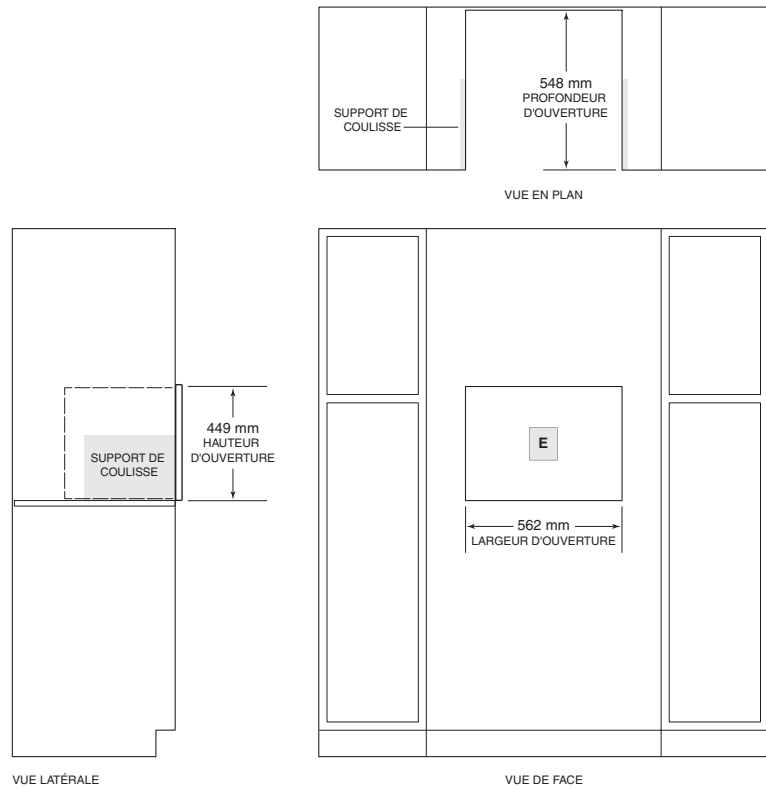 548 mm
PROFONDEUR
D'OUVERTURE
SUPPORT DE
COULISSE
VUE EN PLAN
449 mm
HAUTEUR
D'OUVERTURE
SUPPORT DE
COULISSE
E
562 mm
LARGEUR D'OUVERTURE
VUE LATÉRALE
VUE DE FACE